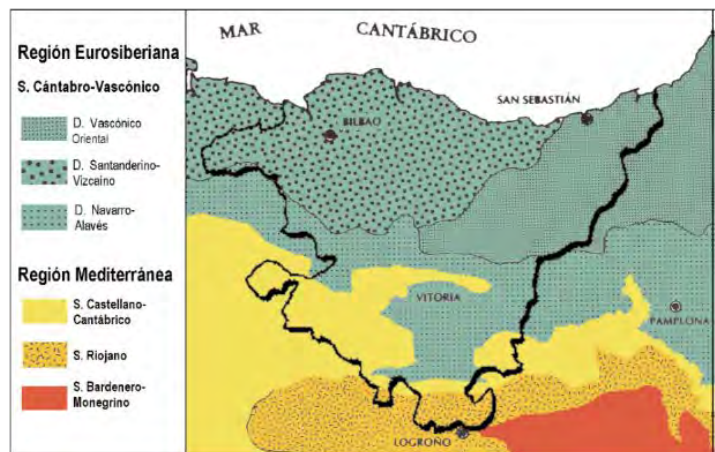 Región Eurosiberiana
S. Cántabro-Vascónico
D. Vascónico
Oriental
D. Santanderino-
Vizcaino
D. Navarro-
Alavés
Región Mediterránea
S. Castellano-
Cantábrico
S. Riojano
S. Bardenero-
Monegrino
MAR CANTÁBRICO
SAN SEBASTIÁN
BILBAO
VITORIA
PAMPLONA
LOGROÑO